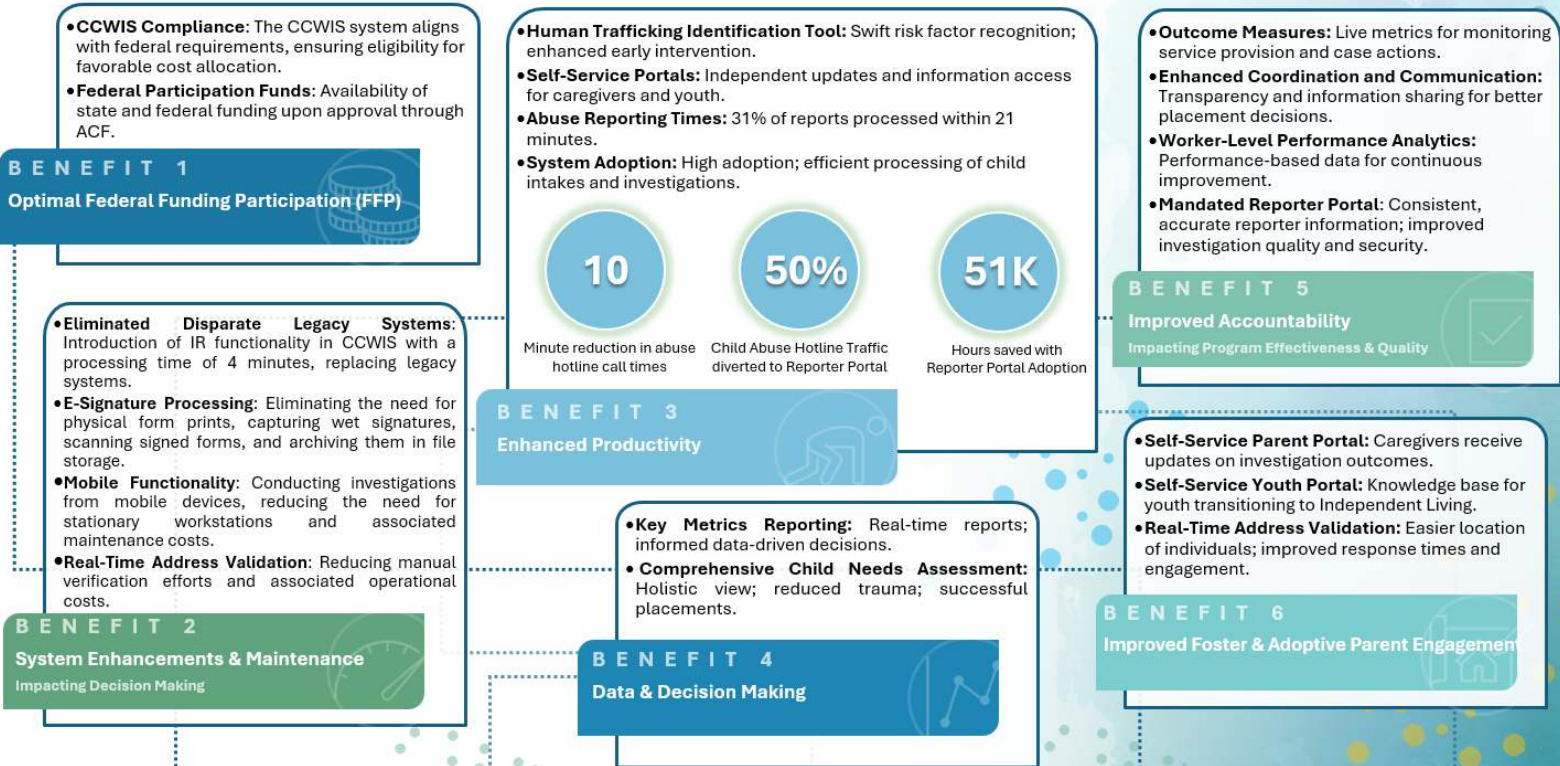 •CCWIS Compliance: The CCWIS system aligns
with federal requirements, ensuring eligibility for
favorable cost allocation.
•Federal Participation Funds: Availability of
state and federal funding upon approval through
ACF.
BENEFIT 1
Optimal Federal Funding Participation (FFP)
•Eliminated Disparate Legacy Systems:
Introduction of IR functionality in CCWIS with a
processing time of 4 minutes, replacing legacy
systems.
•E-Signature Processing: Eliminating the need for
physical form prints, capturing wet signatures,
scanning signed forms, and archiving them in file
storage.
•Mobile Functionality: Conducting investigations
from mobile devices, reducing the need for
stationary workstations and associated
maintenance costs.
•Real-Time Address Validation: Reducing manual
verification efforts and associated operational
costs.
BENEFIT 2
System Enhancements & Maintenance
Impacting Decision Making
•Human Trafficking Identification Tool: Swift risk factor recognition;
enhanced early intervention.
•Self-Service Portals: Independent updates and information access
for caregivers and youth.
•Abuse Reporting Times: 31% of reports processed within 21
minutes.
•System Adoption: High adoption; efficient processing of child
intakes and investigations.
10
Minute reduction in abuse
hotline call times
50%
Child Abuse Hotline Traffic
diverted to Reporter Portal
51K
Hours saved with
Reporter Portal Adoption
BENEFIT 3
Enhanced Productivity
•Key Metrics Reporting: Real-time reports;
informed data-driven decisions.
• Comprehensive Child Needs Assessment:
Holistic view; reduced trauma; successful
placements.
BENEFIT 4
Data & Decision Making
•Outcome Measures: Live metrics for monitoring
service provision and case actions.
•Enhanced Coordination and Communication:
Transparency and information sharing for better
placement decisions.
•Worker-Level Performance Analytics:
Performance-based data for continuous
improvement.
•Mandated Reporter Portal: Consistent,
accurate reporter information; improved
investigation quality and security.
BENEFIT 5
Improved Accountability
Impacting Program Effectiveness & Quality
•Self-Service Parent Portal: Caregivers receive
updates on investigation outcomes.
•Self-Service Youth Portal: Knowledge base for
youth transitioning to Independent Living.
•Real-Time Address Validation: Easier location
of individuals; improved response times and
engagement.
BENEFIT 6
Improved Foster & Adoptive Parent Engagement